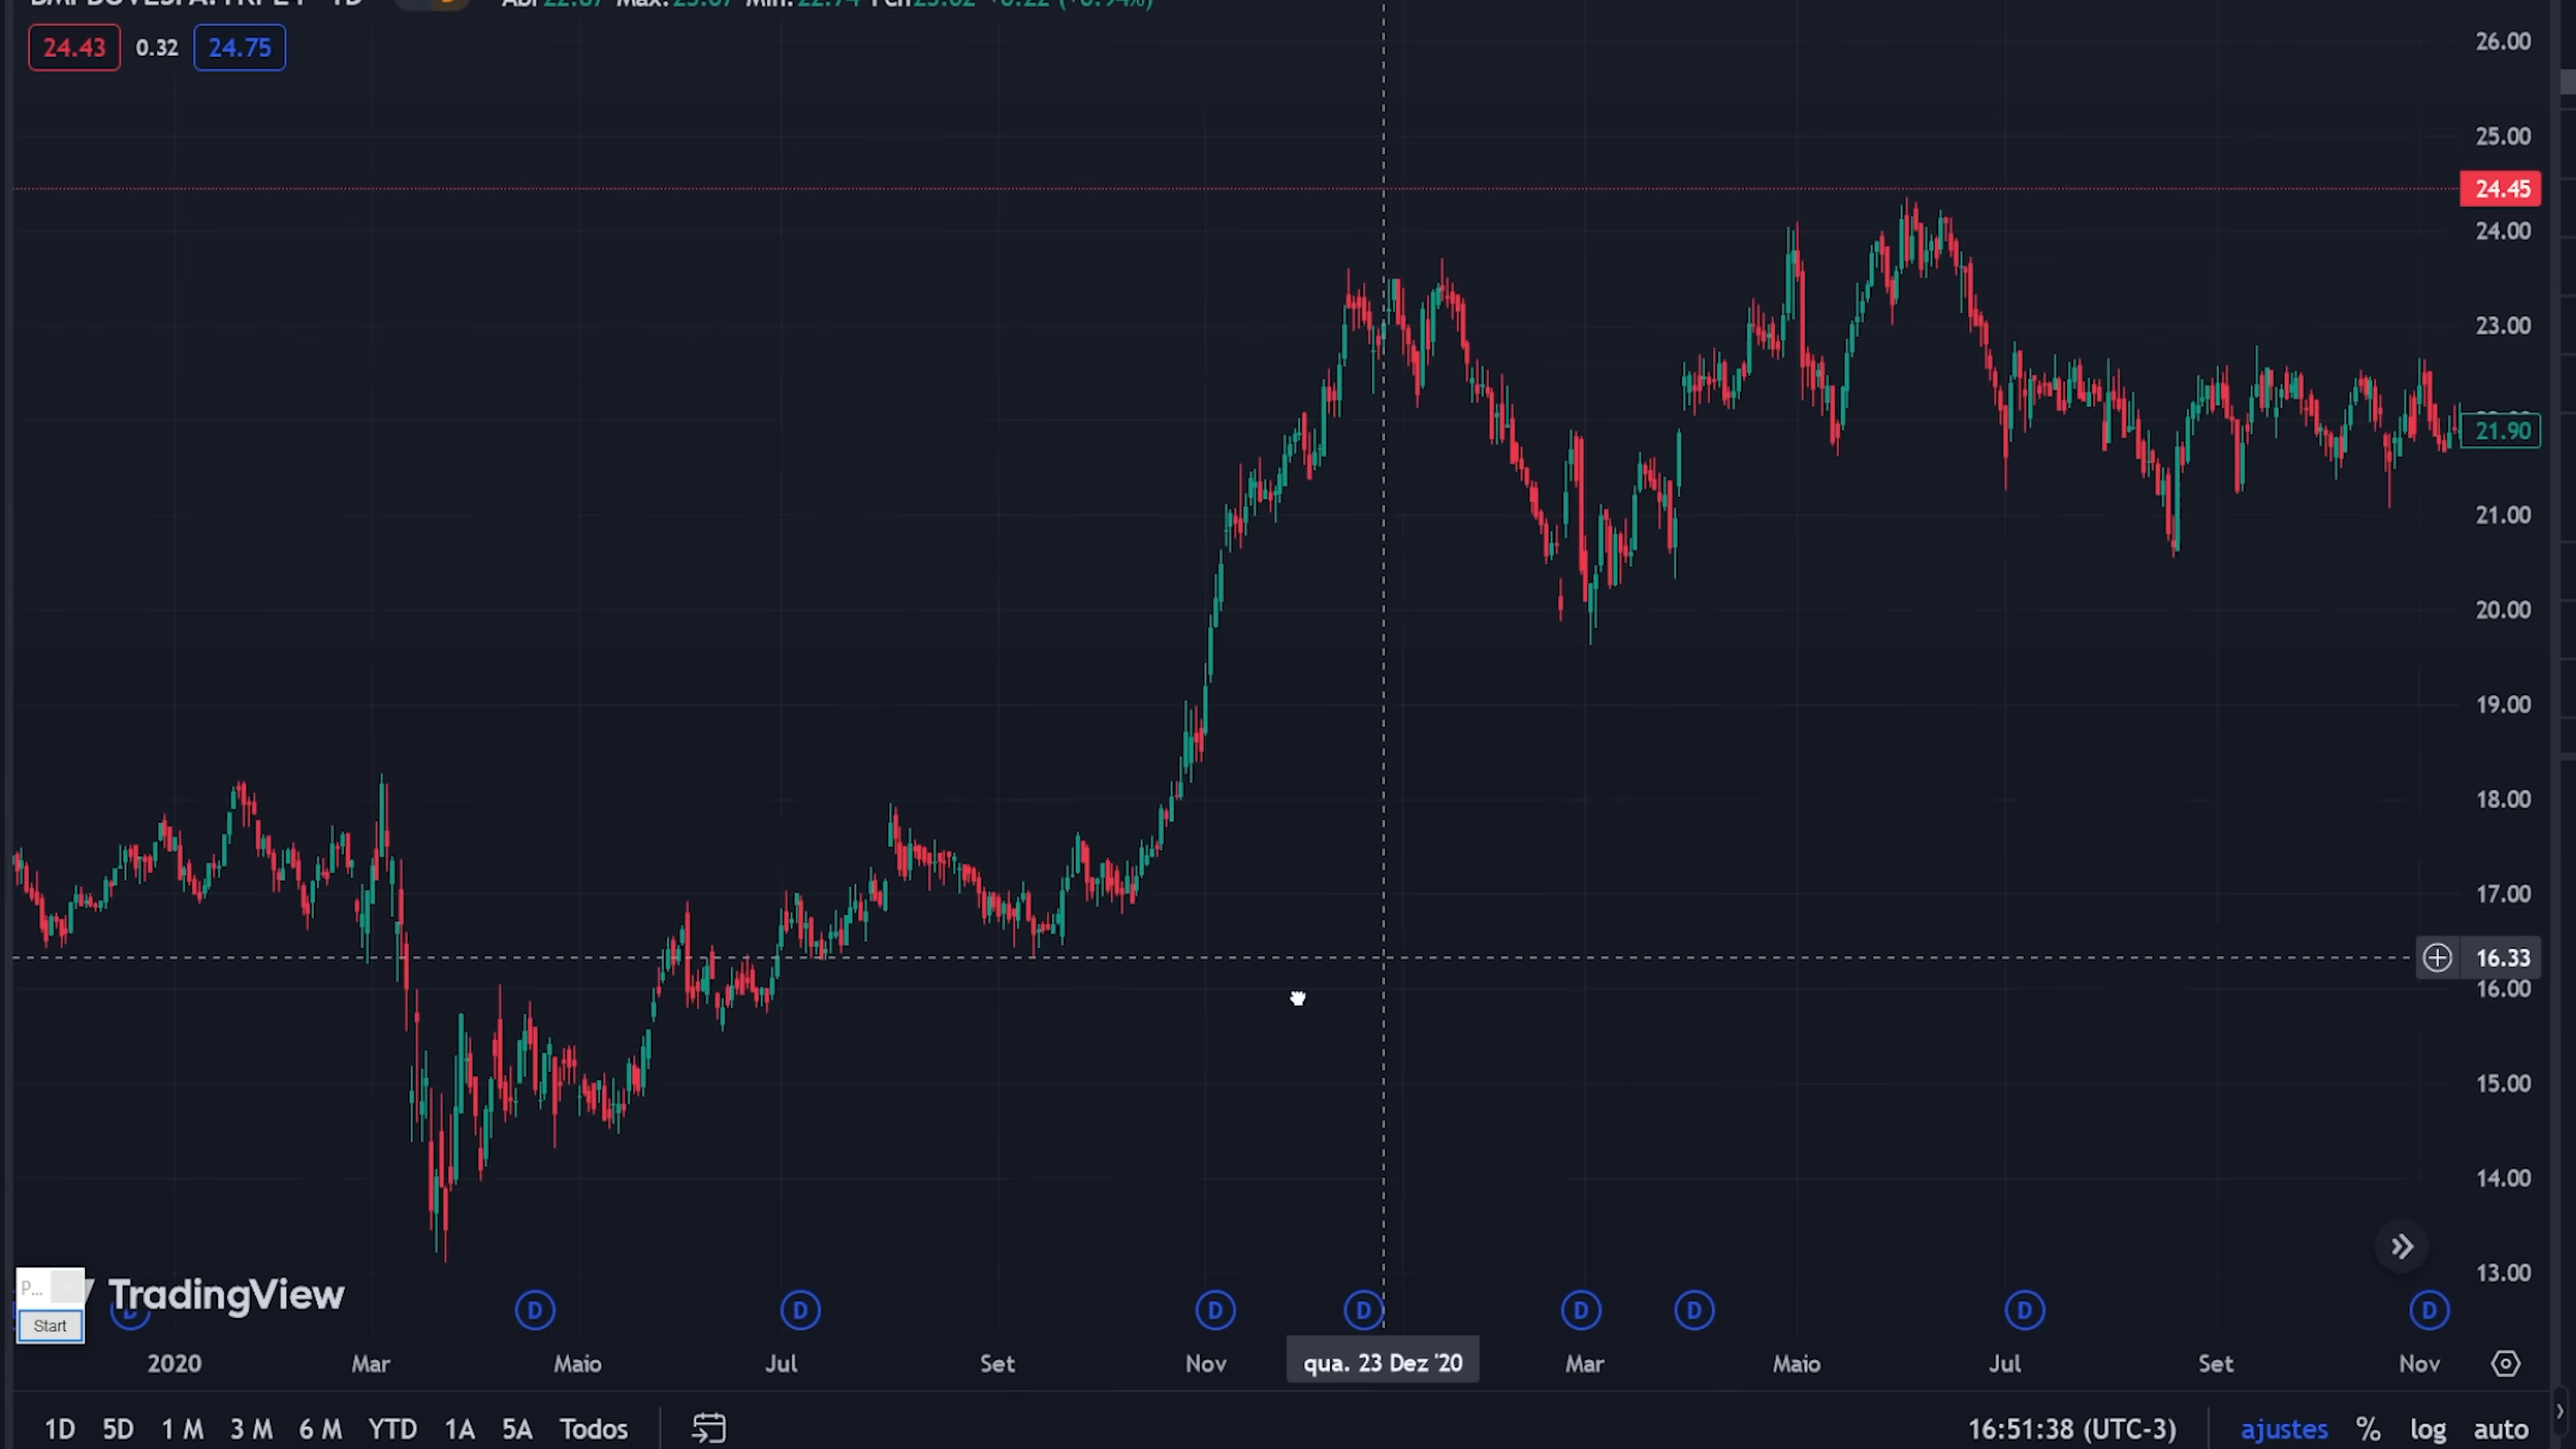 24.43 0.32 24.75
26.00
25.00
24.45
24.00
23.00
21.90
21.00
20.00
19.00
18.00
17.00
16.33
16.00
15.00
14.00
13.00
P...
TradingView
Start
D D D D D D D D D
2020 Mar Maio Jul Set Nov qua. 23 Dez '20 Mar Maio Jul Set Nov
1D 5D 1 M 3 M 6 M YTD 1A 5A Todos 16:51:38 (UTC-3) ajustes % log auto